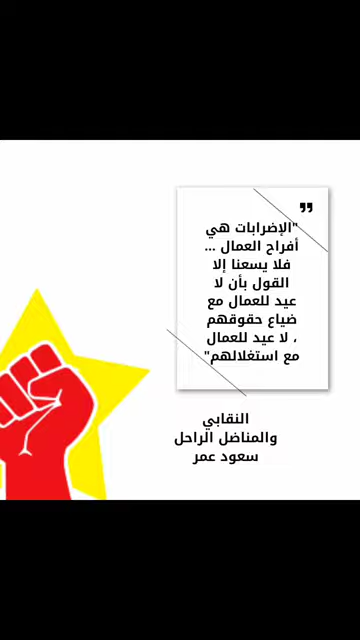 "الإضرابات هي
أفراح العمال ...
فلا يسعنا إلا
القول بأن لا
عيد للعمال مع
ضياع حقوقهم
، لا عيد للعمال
مع استغلالهم"
النقابي
والمناضل الراحل
سعود عمر